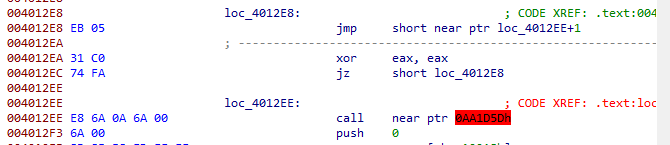 004012E8 loc_4012E8: ; CODE XREF: .text:004
004012E8 EB 05 jmp short near ptr loc_4012EE+1
004012EA ; ---------------------------------------------------------------
004012EA 31 C0 xor eax, eax
004012EC 74 FA jz short loc_4012E8
004012EE
004012EE loc_4012EE: ; CODE XREF: .text:loc
004012EE E8 6A 0A 6A 00 call near ptr 0AA1D5Dh
004012F3 6A 00 push 0